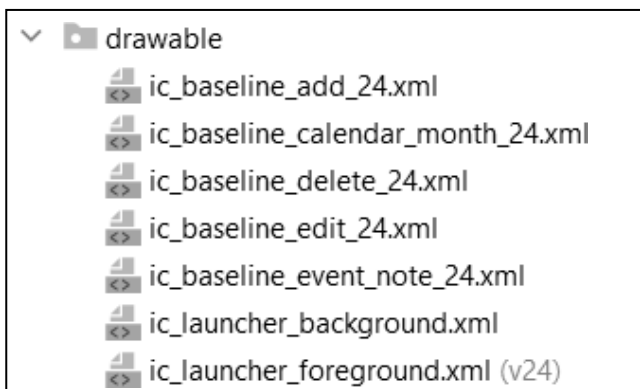 drawable
ic_baseline_add_24.xml
ic_baseline_calendar_month_24.xml
ic_baseline_delete_24.xml
ic_baseline_edit_24.xml
ic_baseline_event_note_24.xml
ic_launcher_background.xml
ic_launcher_foreground.xml (v24)